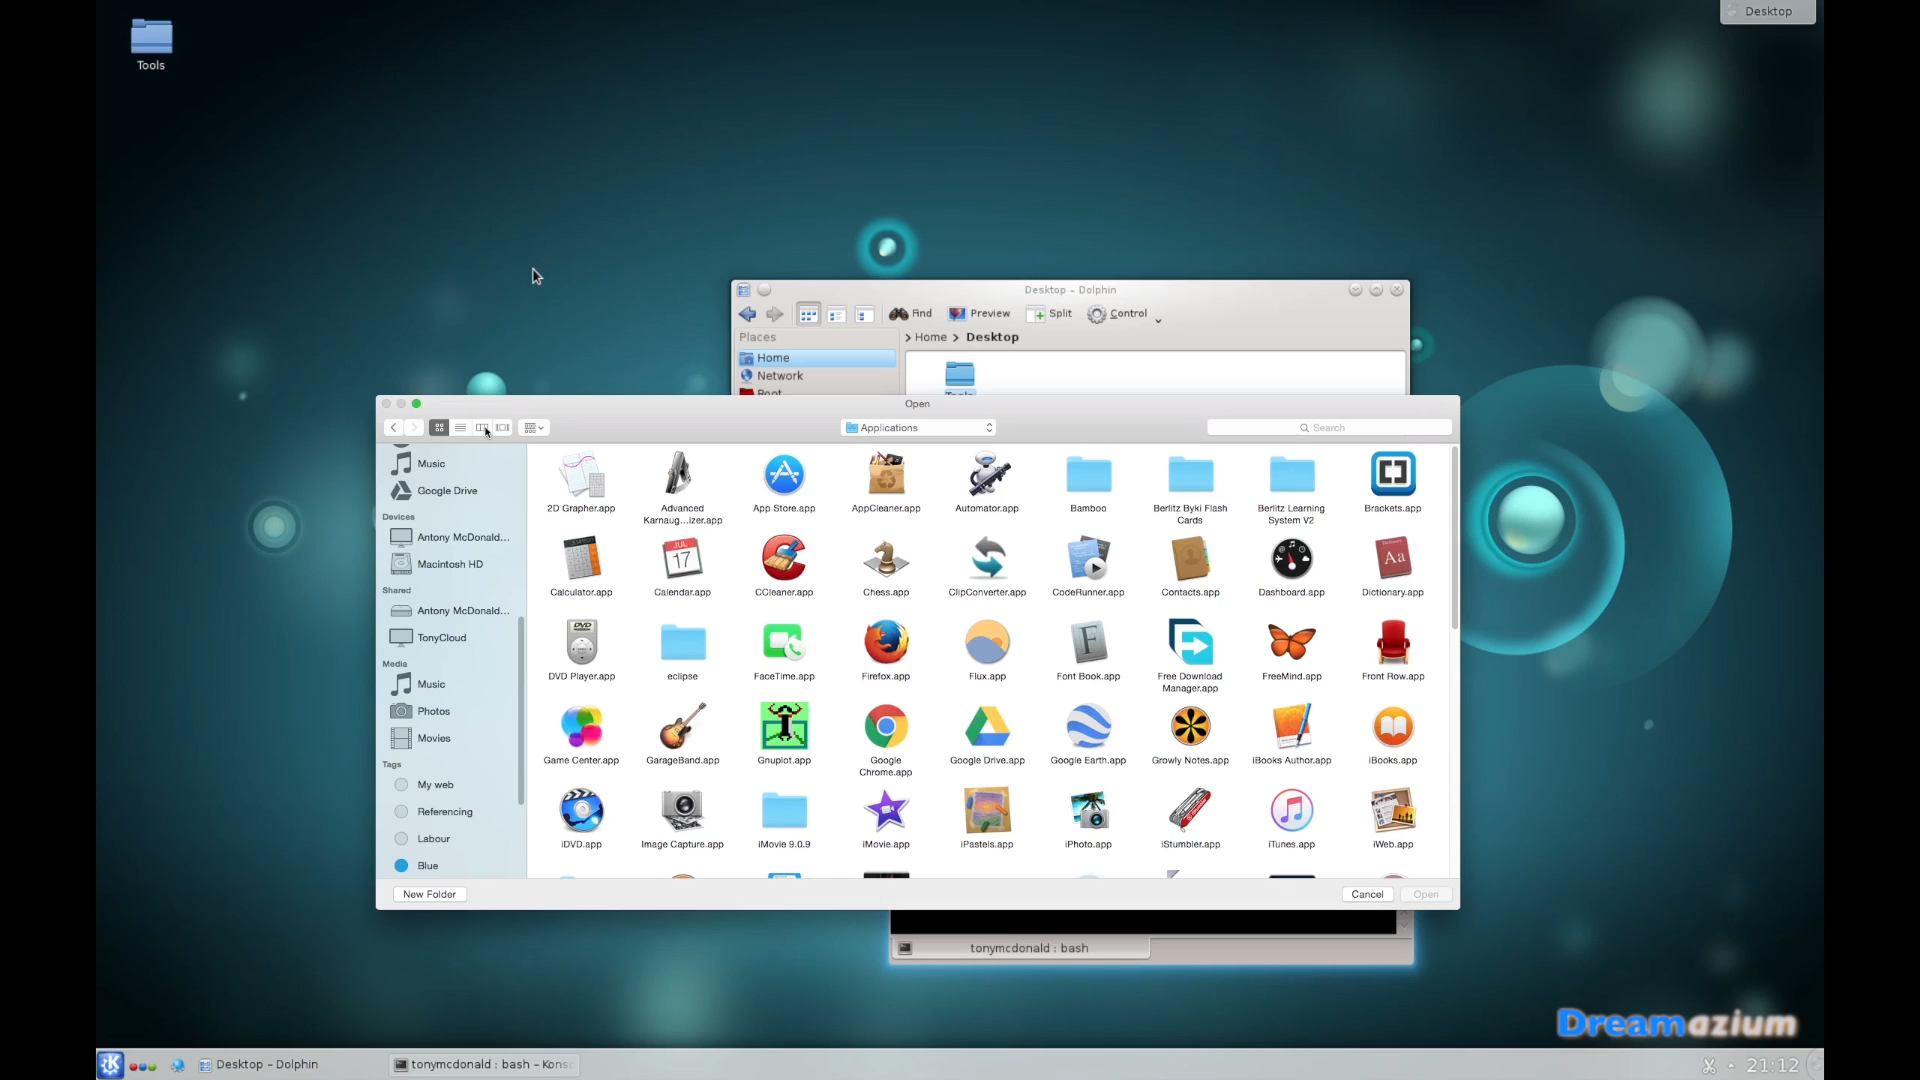 Desktop
Tools
Desktop – Dolphin
Find
Preview
Split
Control
Places
> Home > Desktop
Home
Network
Root
Tools
Open
Applications
Search
Music
Google Drive
Devices
Antony McDonald...
Macintosh HD
Shared
Antony McDonald...
TonyCloud
Media
Music
Photos
Movies
Tags
My web
Referencing
Labour
Blue
2D Grapher.app
Advanced
Karnaug...izer.app
App Store.app
AppCleaner.app
Automator.app
Bamboo
Berlitz Byki Flash
Cards
Berlitz Learning
System V2
Brackets.app
JUL
17
Calculator.app
Calendar.app
CCleaner.app
Chess.app
ClipConverter.app
CodeRunner.app
Contacts.app
Dashboard.app
Aa
Dictionary.app
DVD
DVD Player.app
eclipse
FaceTime.app
Firefox.app
Flux.app
F
Font Book.app
Free Download
Manager.app
FreeMind.app
Front Row.app
Game Center.app
GarageBand.app
Gnuplot.app
Google
Chrome.app
Google Drive.app
Google Earth.app
Growly Notes.app
iBooks Author.app
iBooks.app
iDVD.app
Image Capture.app
iMovie 9.0.9
iMovie.app
iPastels.app
iPhoto.app
iStumbler.app
iTunes.app
iWeb.app
New Folder
Cancel
Open
tonymcdonald : bash
Dreamazium
Desktop – Dolphin
tonymcdonald : bash – Kons
21:12